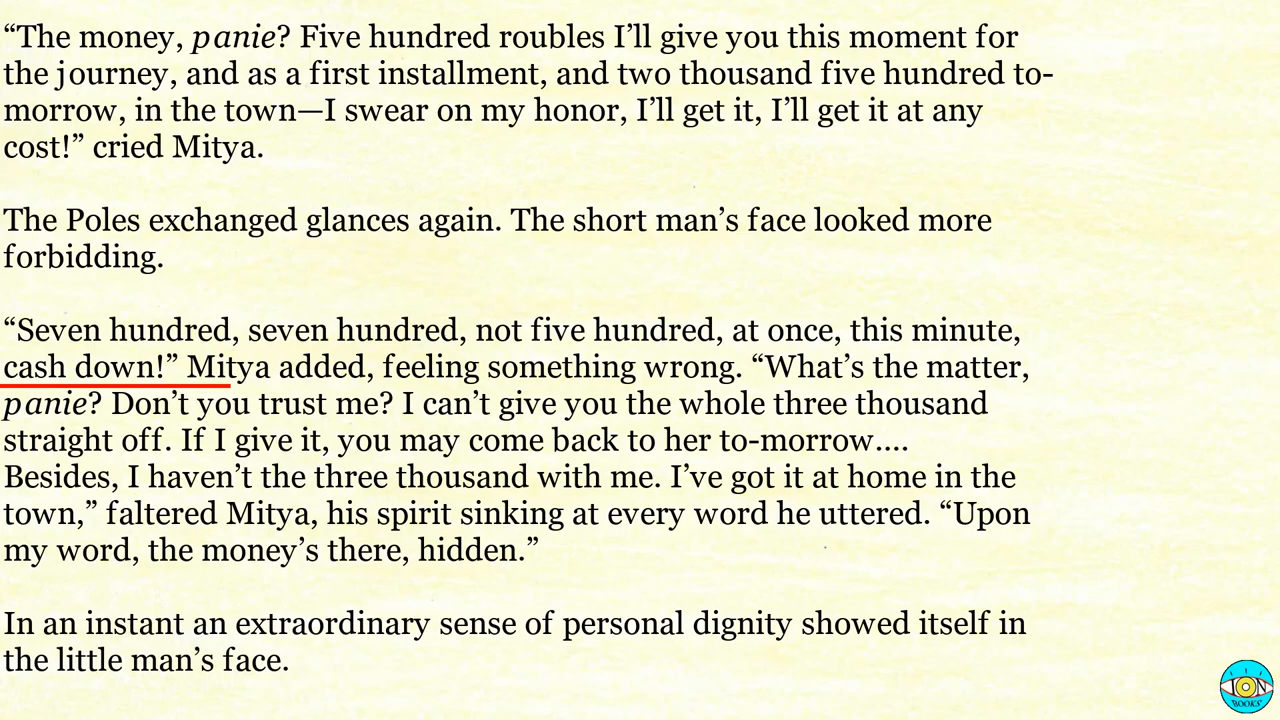 “The money, panie? Five hundred roubles I’ll give you this moment for
the journey, and as a first installment, and two thousand five hundred to-
morrow, in the town—I swear on my honor, I’ll get it, I’ll get it at any
cost!” cried Mitya.
The Poles exchanged glances again. The short man’s face looked more
forbidding.
“Seven hundred, seven hundred, not five hundred, at once, this minute,
cash down!” Mitya added, feeling something wrong. “What’s the matter,
panie? Don’t you trust me? I can’t give you the whole three thousand
straight off. If I give it, you may come back to her to-morrow....
Besides, I haven’t the three thousand with me. I’ve got it at home in the
town,” faltered Mitya, his spirit sinking at every word he uttered. “Upon
my word, the money’s there, hidden.”
In an instant an extraordinary sense of personal dignity showed itself in
the little man’s face.
ION
BOOKS